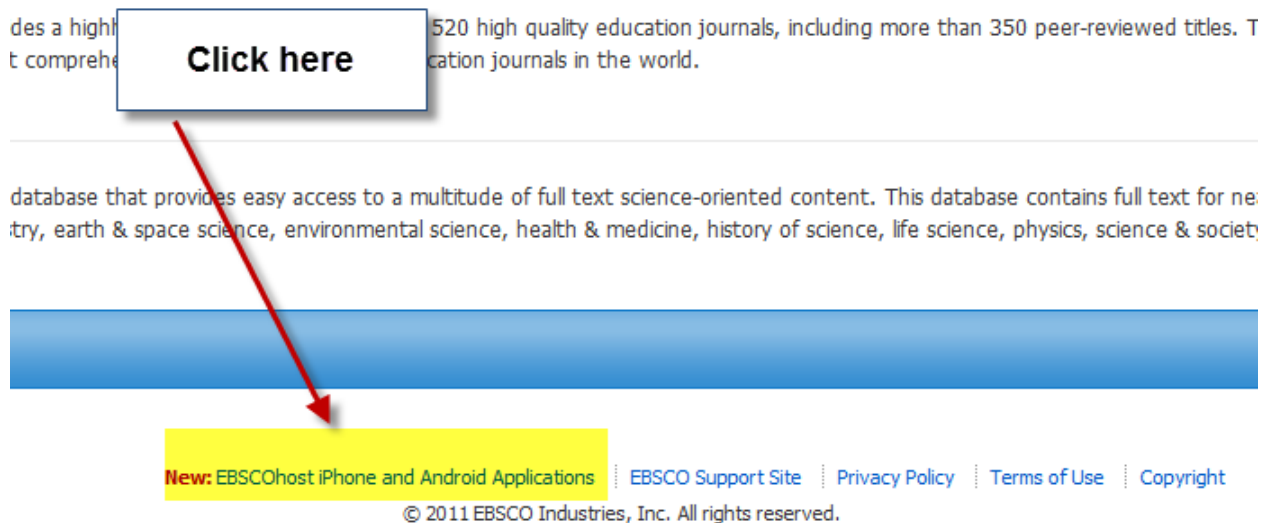 des a high 520 high quality education journals, including more than 350 peer-reviewed titles. T
Click here
t comprehe cation journals in the world.
database that provides easy access to a multitude of full text science-oriented content. This database contains full text for ne
try, earth & space science, environmental science, health & medicine, history of science, life science, physics, science & society
New: EBSCOhost iPhone and Android Applications EBSCO Support Site Privacy Policy Terms of Use Copyright
© 2011 EBSCO Industries, Inc. All rights reserved.